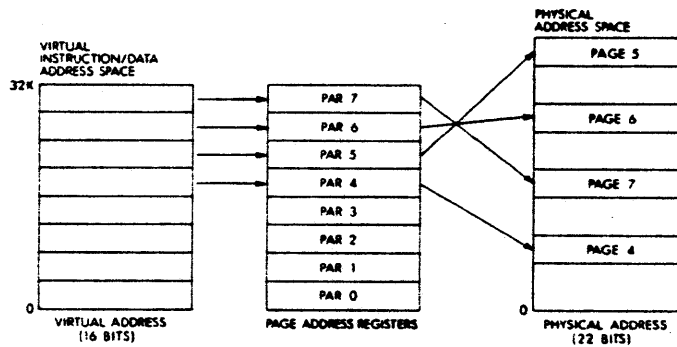 VIRTUAL
INSTRUCTION/DATA
ADDRESS SPACE
32K
0
VIRTUAL ADDRESS
(16 BITS)
PAR 7
PAR 6
PAR 5
PAR 4
PAR 3
PAR 2
PAR 1
PAR 0
PAGE ADDRESS REGISTERS
PHYSICAL
ADDRESS SPACE
PAGE 5
PAGE 6
PAGE 7
PAGE 4
0
PHYSICAL ADDRESS
(22 BITS)